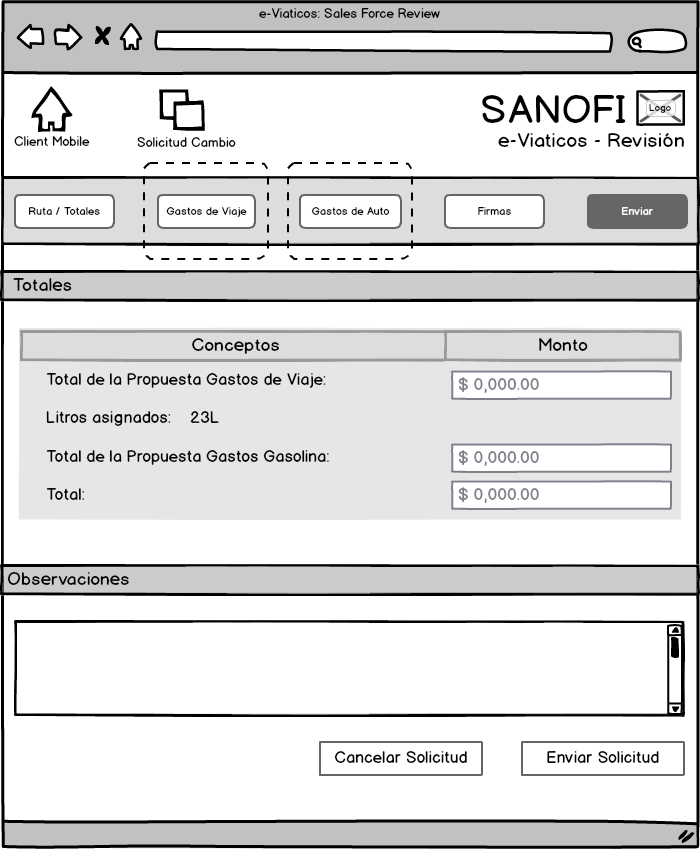 e-Viaticos: Sales Force Review
SANOFI Logo
Client Mobile Solicitud Cambio e-Viaticos - Revisión
Ruta / Totales Gastos de Viaje Gastos de Auto Firmas Enviar
Totales
Conceptos Monto
Total de la Propuesta Gastos de Viaje: $ 0,000.00
Litros asignados: 23L
Total de la Propuesta Gastos Gasolina: $ 0,000.00
Total: $ 0,000.00
Observaciones
Cancelar Solicitud Enviar Solicitud